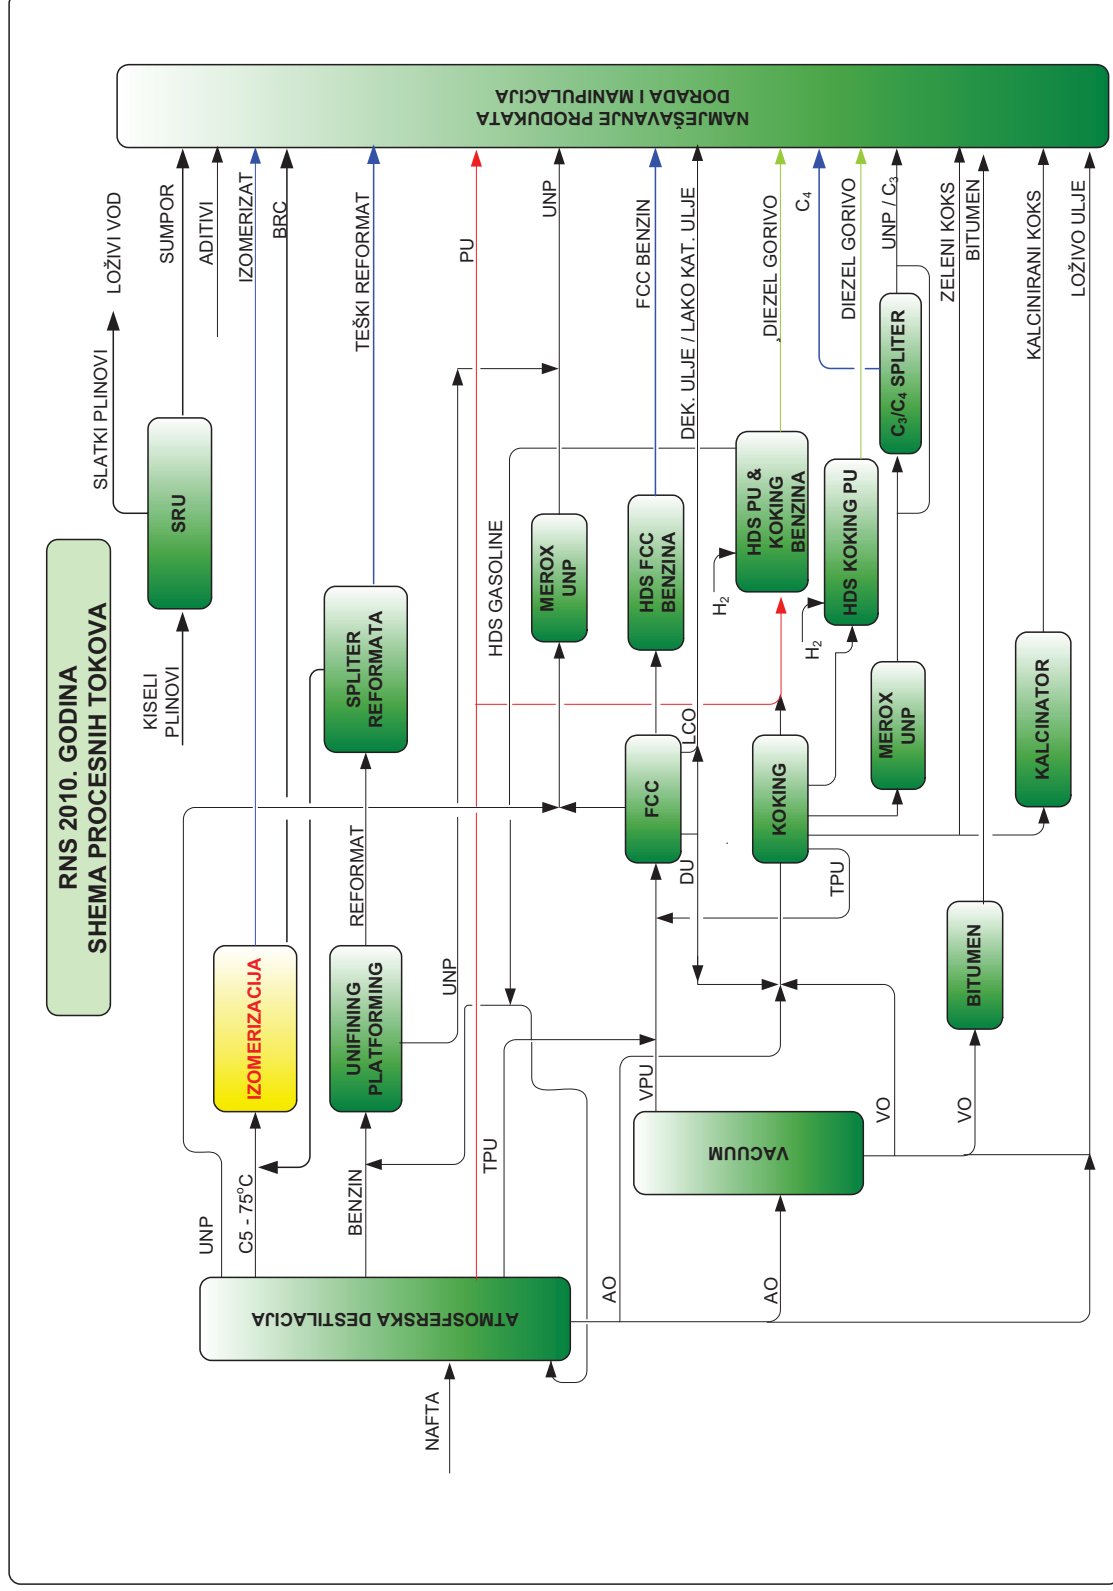 RNS 2010. GODINA
SHEMA PROCESNIH TOKOVA
NAFTA
ATMOSFERSKA DESTILACIJA
UNP
C5 - 75°C
BENZIN
TPU
AO
AO
IZOMERIZACIJA
UNIFINING
PLATFORMING
VACUUM
VPU
VO
VO
BITUMEN
REFORMAT
UNP
KISELI
PLINOVI
SRU
SLATKI PLINOVI
LOŽIVI VOD
SPLITER
REFORMATA
HDS GASOLINE
MEROX
UNP
FCC
DU
LCO
HDS FCC
BENZINA
KOKING
TPU
H₂
HDS PU &
KOKING
BENZINA
H₂
HDS KOKING PU
MEROX
UNP
C₃/C₄ SPLITER
KALCINATOR
SUMPOR
ADITIVI
IZOMERIZAT
BRC
TEŠKI REFORMAT
PU
UNP
FCC BENZIN
DEK. ULJE / LAKO KAT. ULJE
DIEZEL GORIVO
C₄
DIEZEL GORIVO
UNP / C₃
ZELENI KOKS
BITUMEN
KALCINIRANI KOKS
LOŽIVO ULJE
NAMJEŠAVANJE PRODUKATA
DORADA I MANIPULACIJA